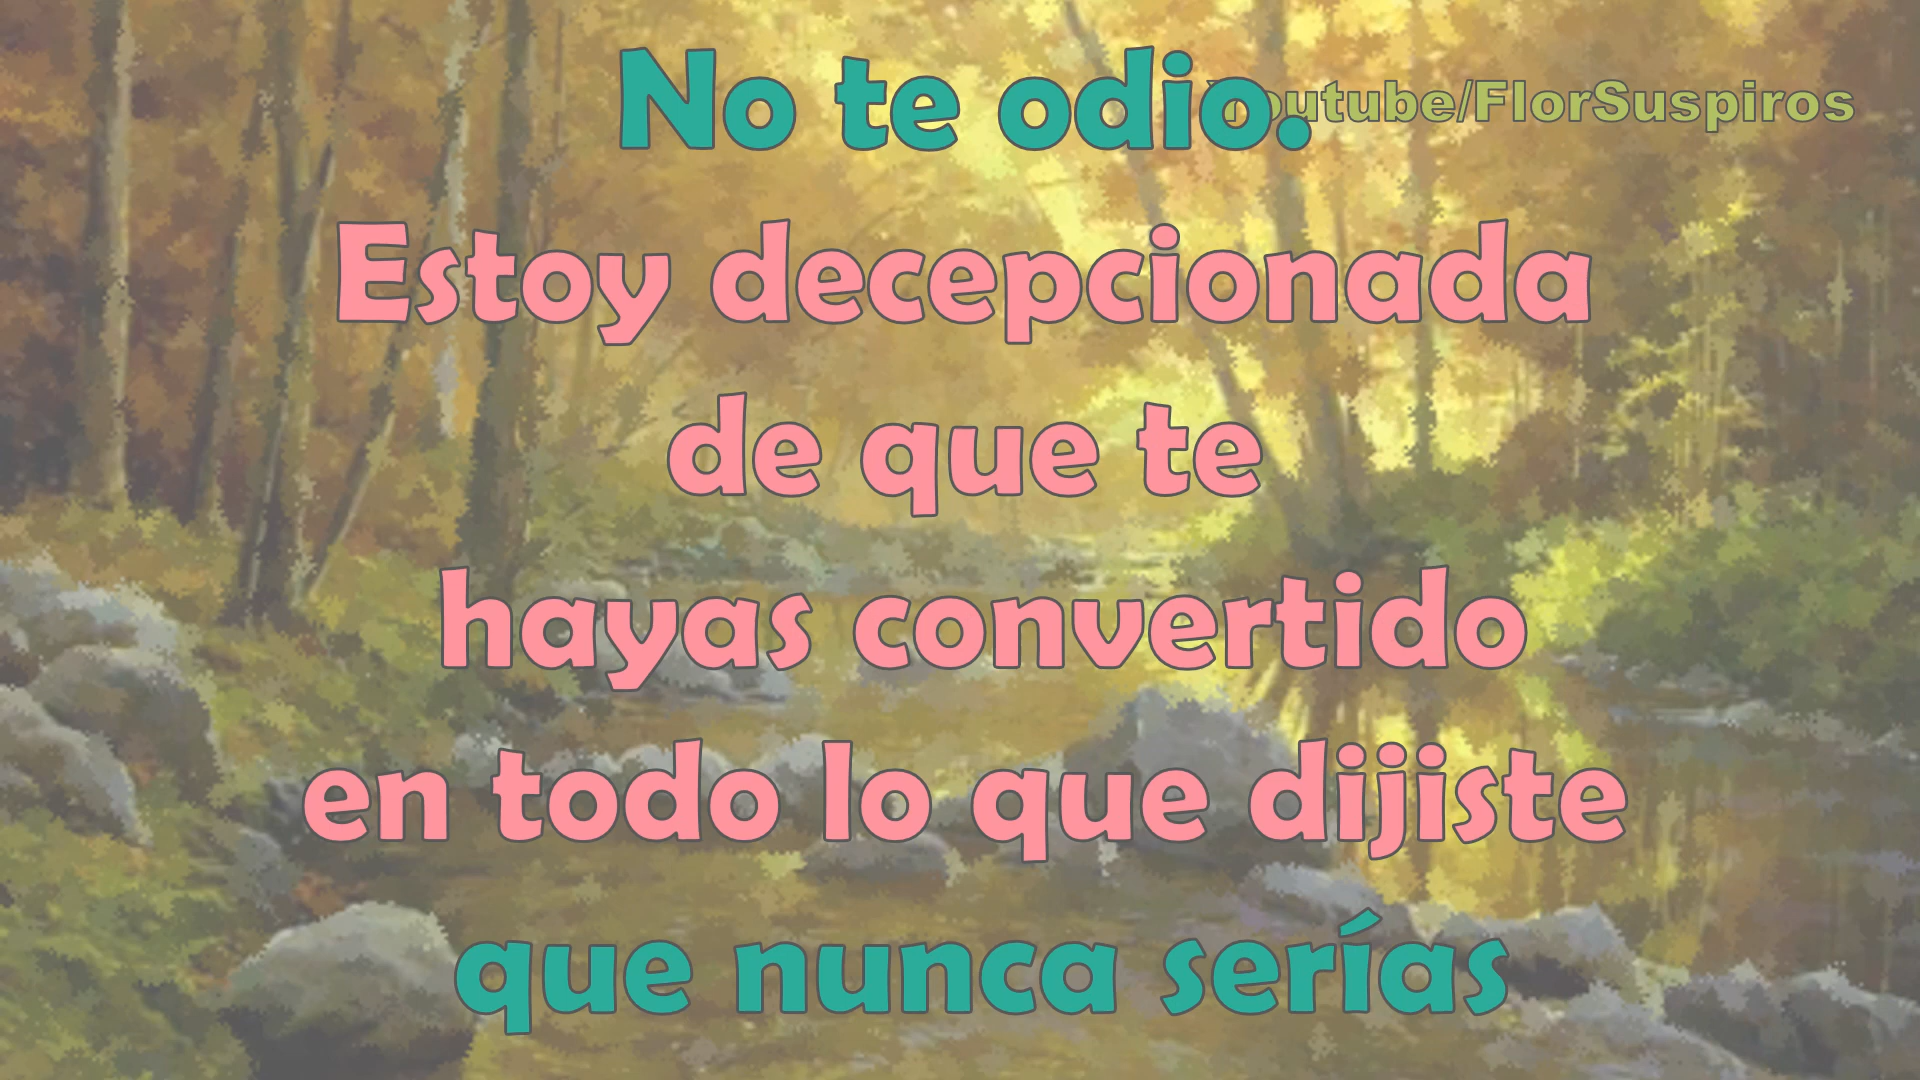 No te odio.
Youtube/FlorSuspiros
Estoy decepcionada
de que te
hayas convertido
en todo lo que dijiste
que nunca serías